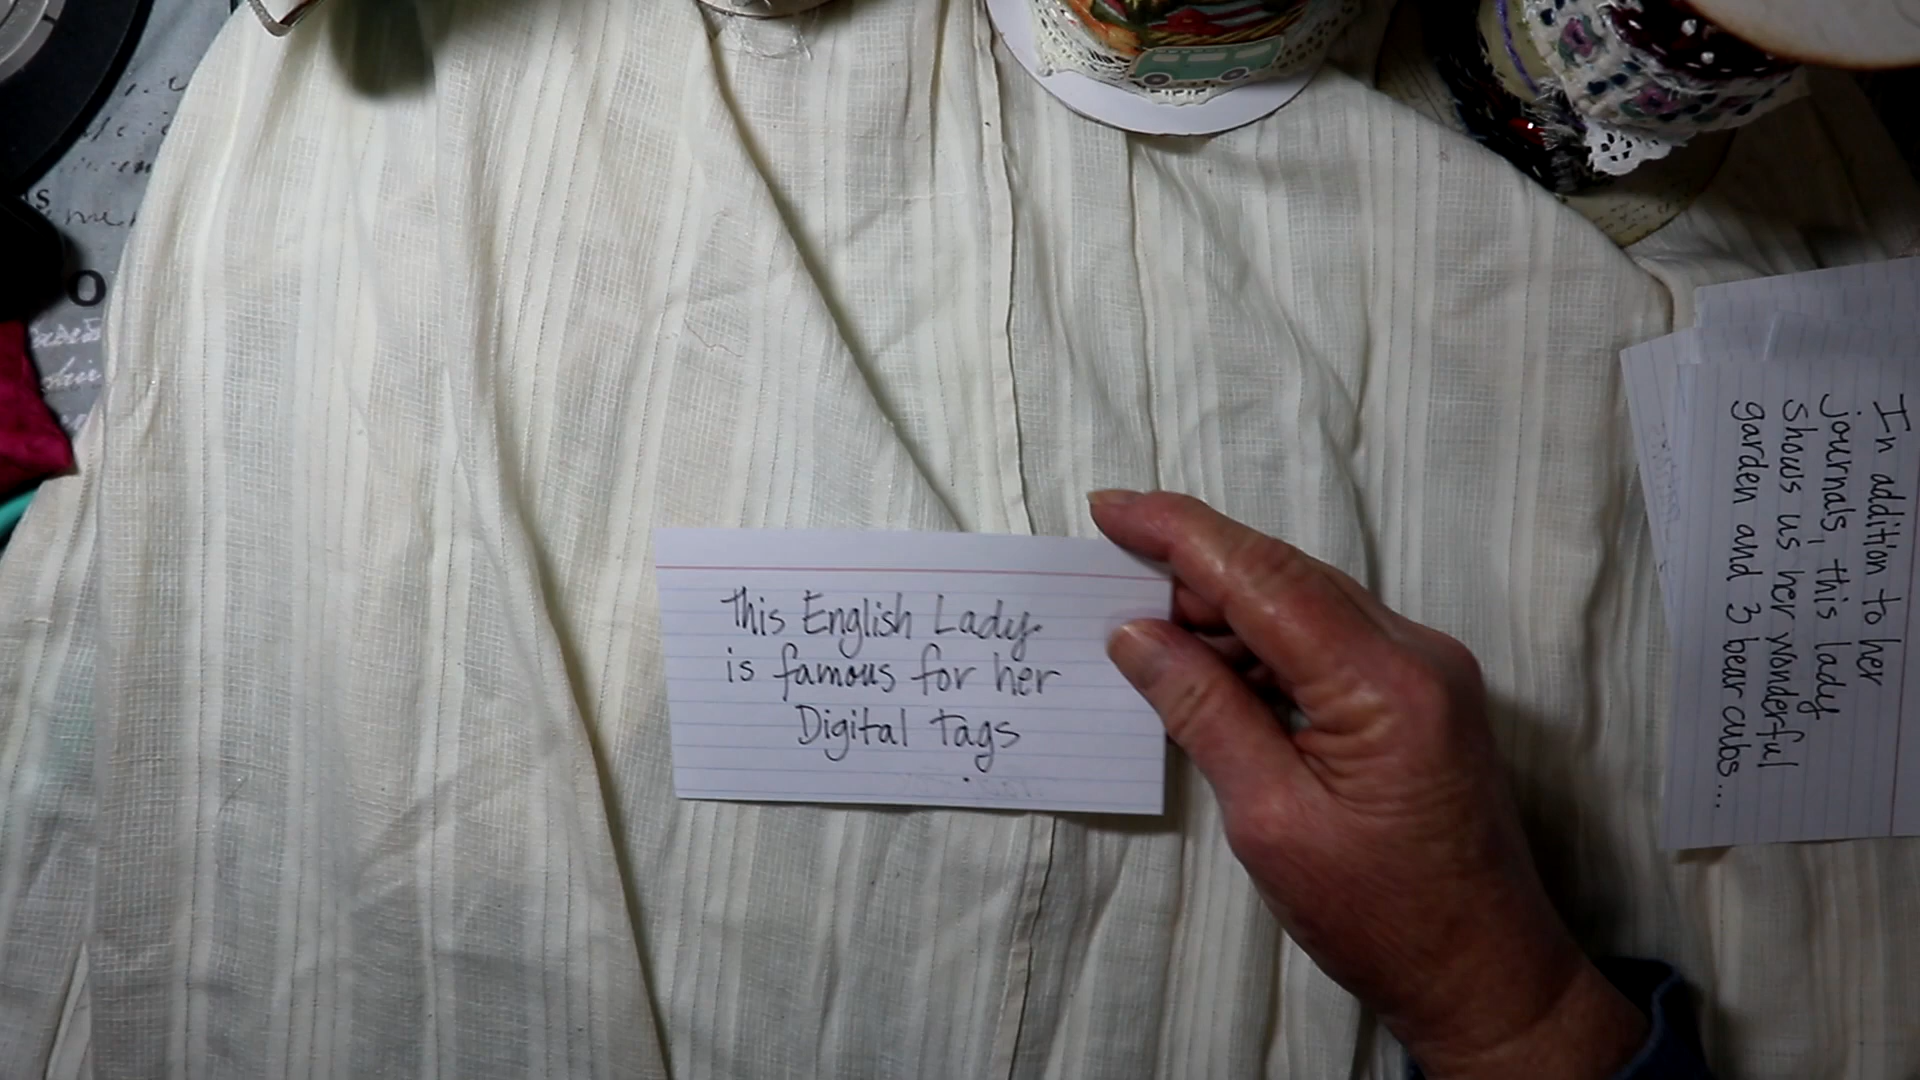 This English Lady
is famous for her
Digital Tags
In addition to her
journals, this lady
shows us her wonderful
garden and 3 bear cubs...